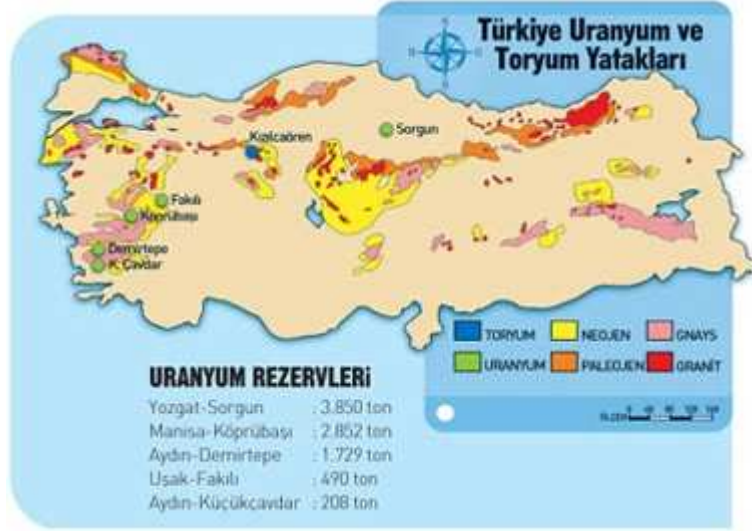 Türkiye Uranyum ve
Toryum Yatakları
Kızılcaören
Sorgun
Fakılı
Köprübaşı
Demirtepe
K. Çavdar
TORYUM
NEOJEN
GNAYS
URANYUM
PALEOJEN
GRANİT
URANYUM REZERVLERİ
Yozgat-Sorgun : 3.850 ton
Manisa-Köprübaşı : 2.852 ton
Aydın-Demirtepe : 1.729 ton
Uşak-Fakılı : 490 ton
Aydın-Küçükçavdar : 208 ton